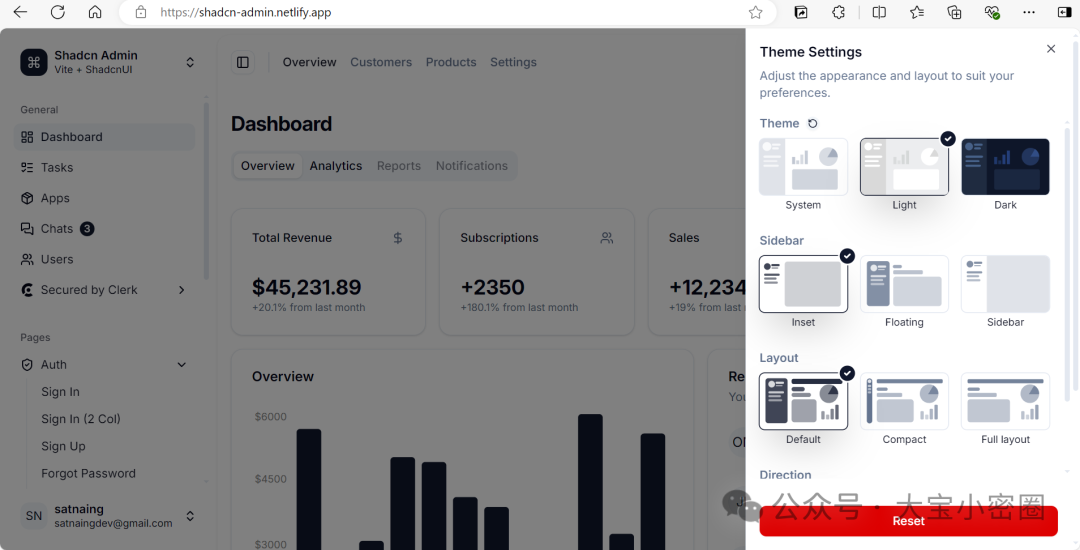 https://shadcn-admin.netlify.app
Shadcn Admin
Vite + ShadcnUI
General
Dashboard
Tasks
Apps
Chats 3
Users
Secured by Clerk
Pages
Auth
Sign In
Sign In (2 Col)
Sign Up
Forgot Password
SN
satnaing
satnaingdev@gmail.com
Overview Customers Products Settings
Dashboard
Overview Analytics Reports Notifications
Total Revenue $
$45,231.89
+20.1% from last month
Subscriptions
+2350
+180.1% from last month
Sales
+12,234
+19% from last month
Overview
$6000
$4500
$3000
Theme Settings
Adjust the appearance and layout to suit your
preferences.
Theme
System Light Dark
Sidebar
Inset Floating Sidebar
Layout
Default Compact Full layout
Direction
公众号 · 大宝小密圈
Reset